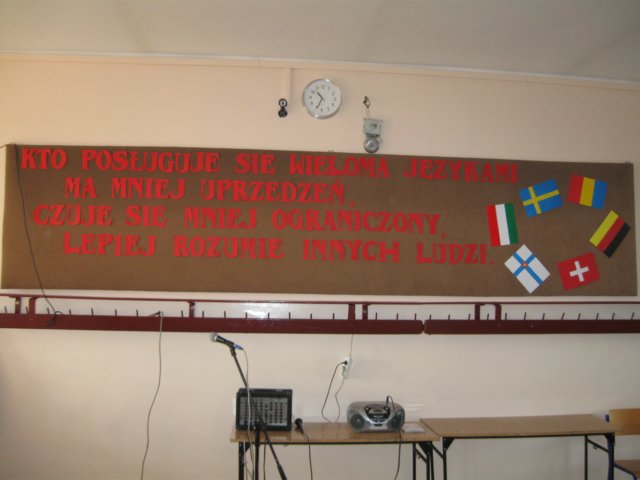 KTO POSŁUGUJE SIĘ WIELOMA JĘZYKAMI
MA MNIEJ UPRZEDZEŃ,
CZUJE SIĘ MNIEJ OGRANICZONY,
LEPIEJ ROZUMIE INNYCH LUDZI.